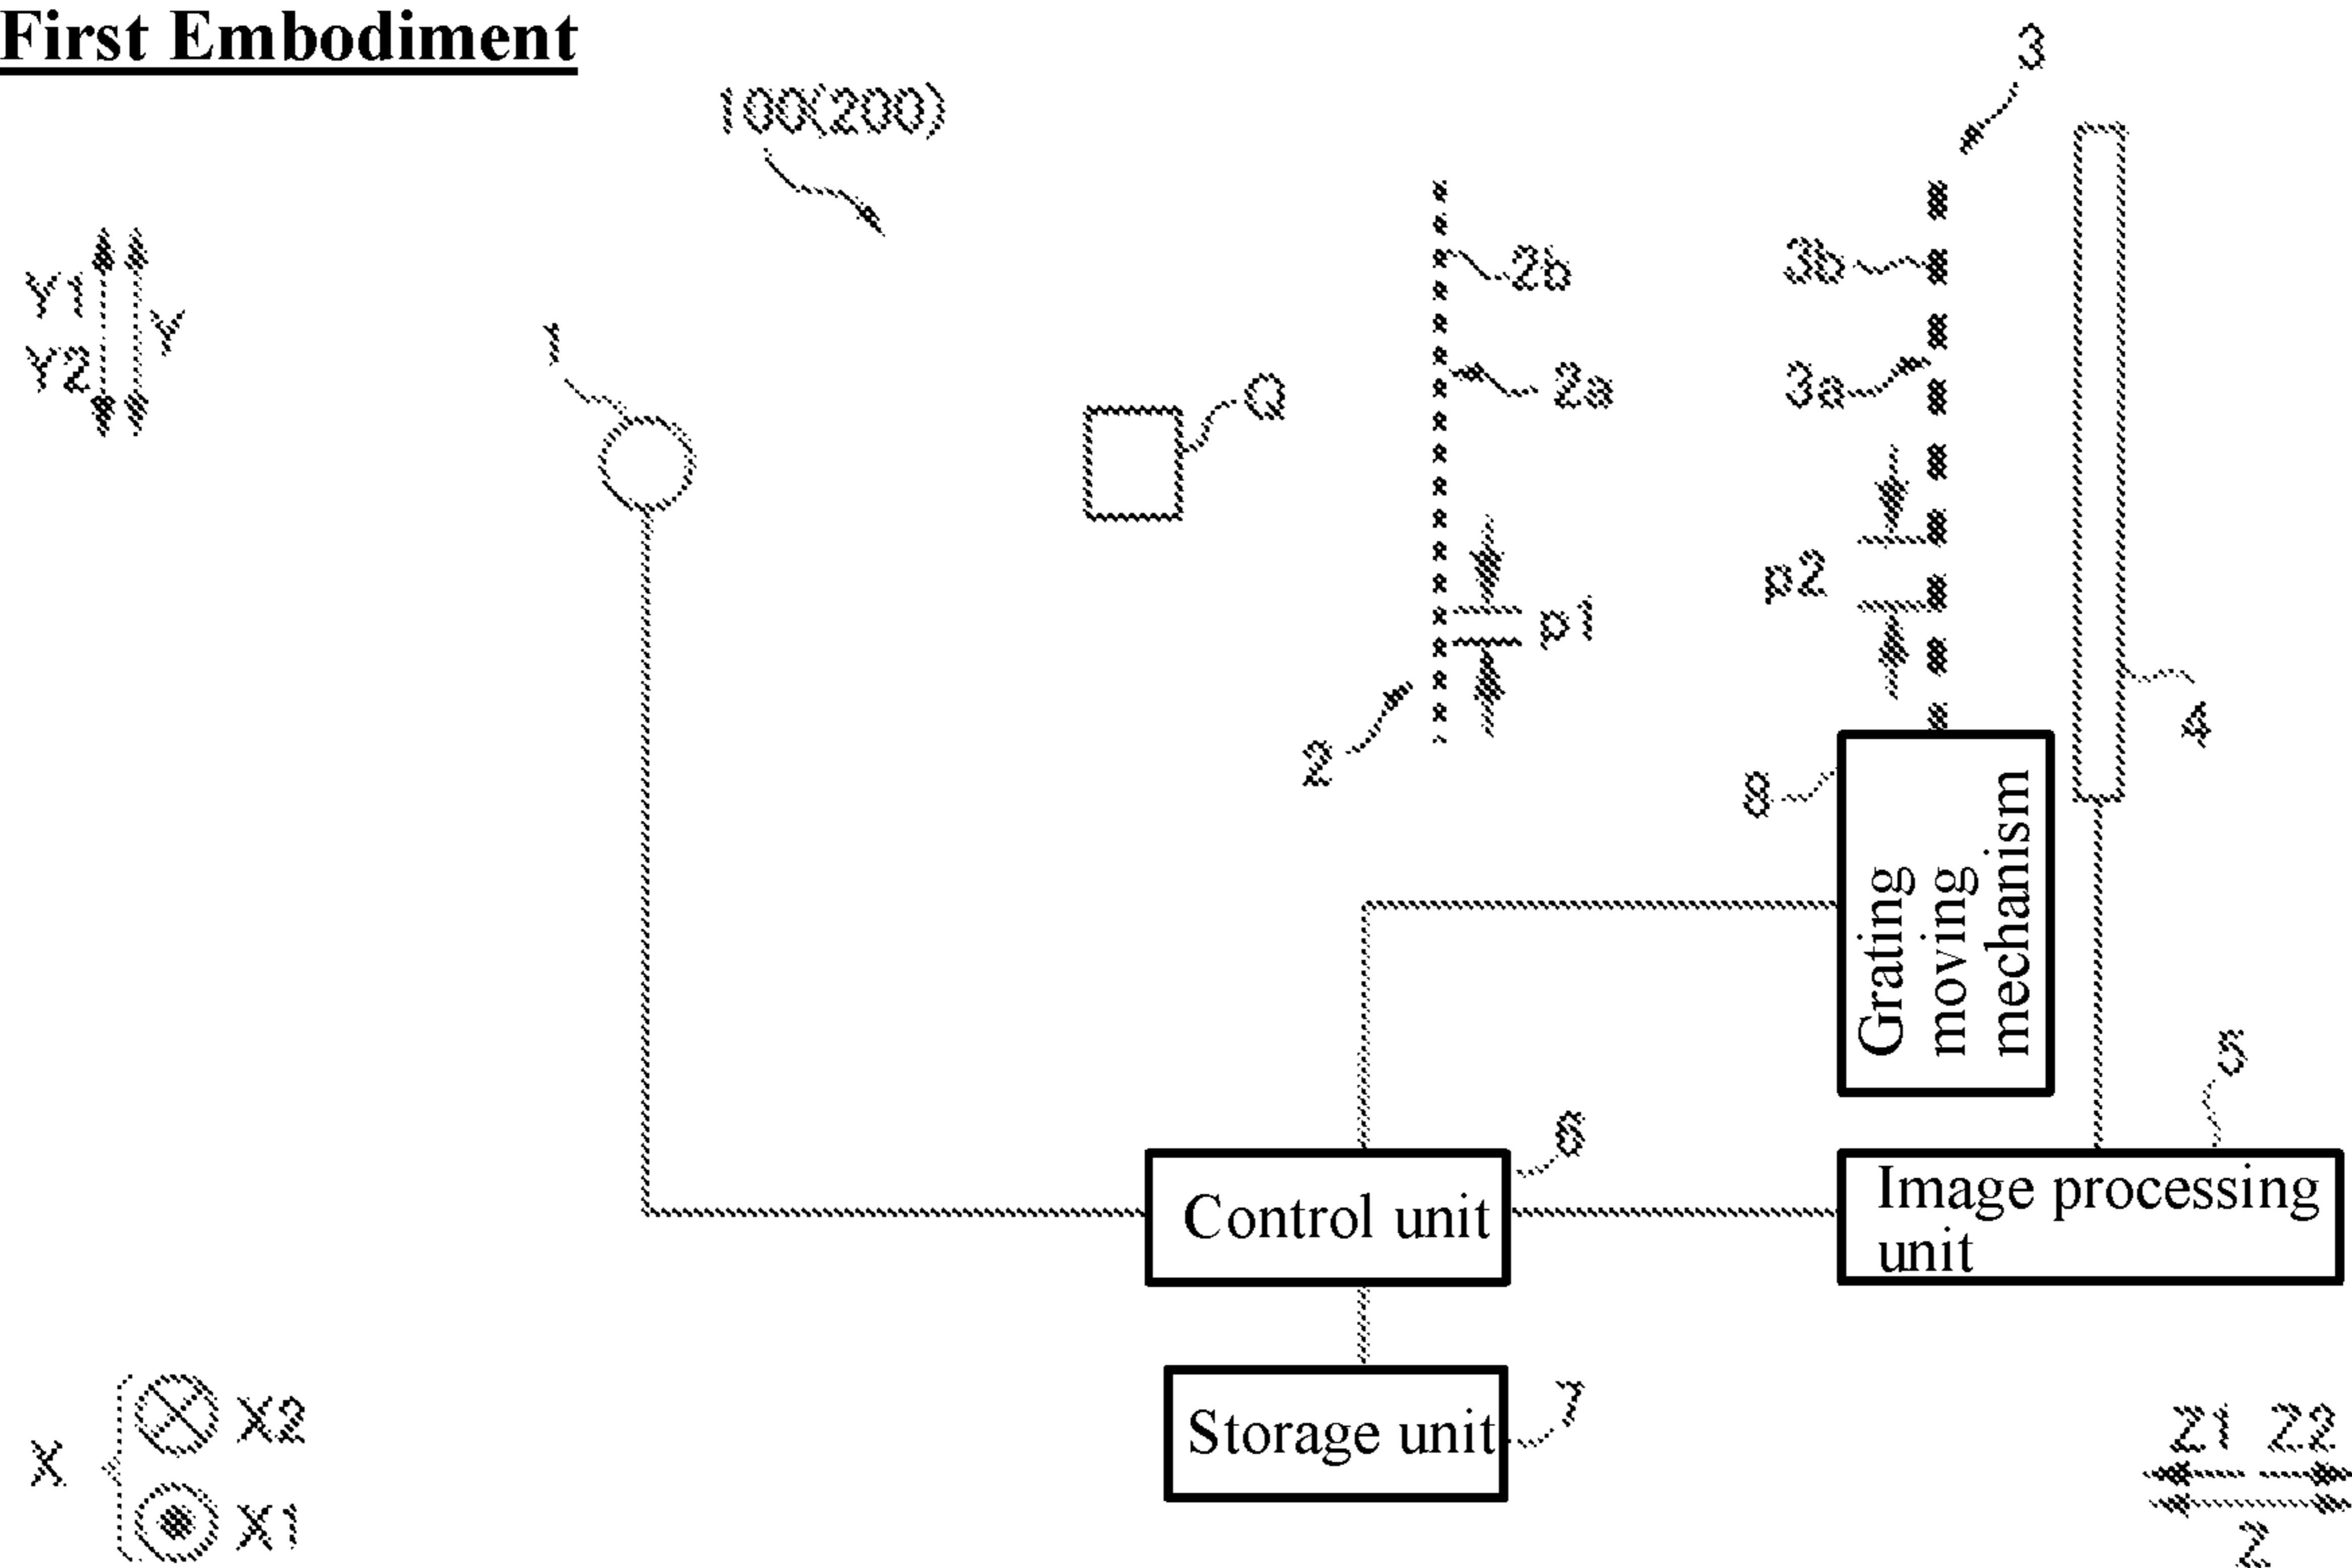 First Embodiment
3
100(200)
Y1
Y2
Y
1
Q
2b
2a
3b
3a
p1
p2
2
4
8
Grating
moving
mechanism
5
6
Control unit
Image processing
unit
Storage unit
7
X
X2
X1
Z1 Z2
Z